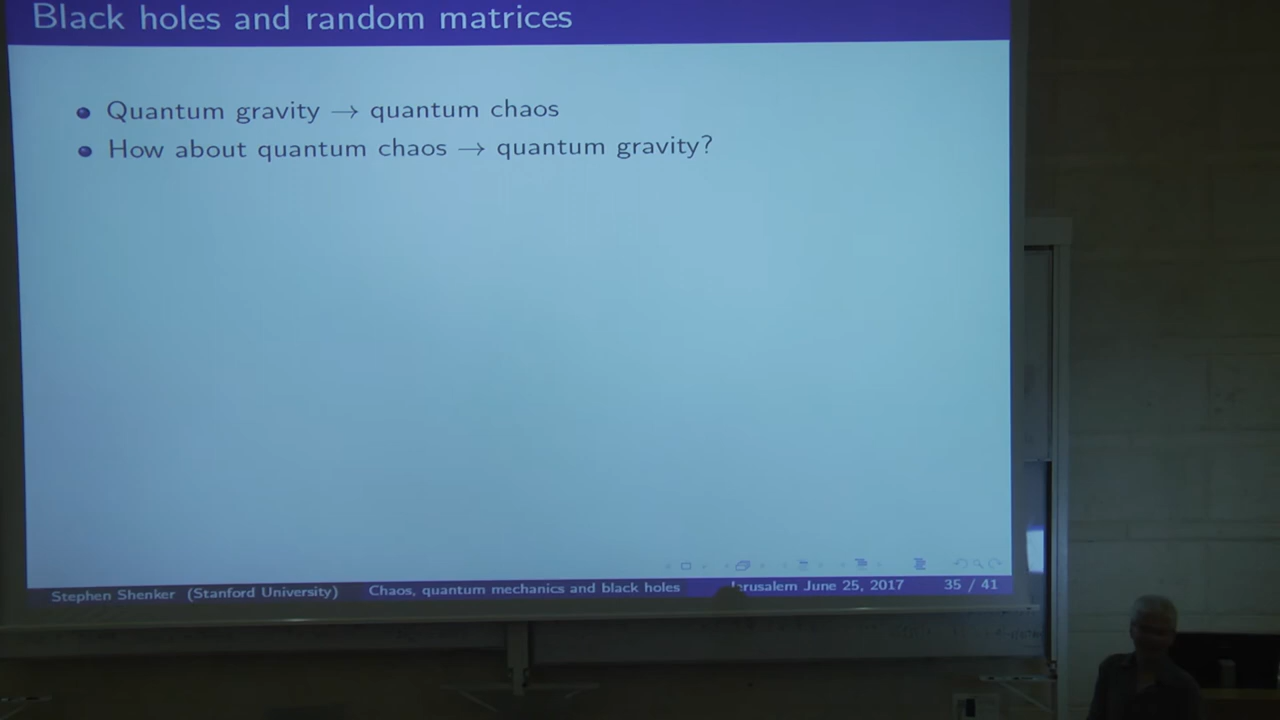 Black holes and random matrices
Quantum gravity → quantum chaos
How about quantum chaos → quantum gravity?
Stephen Shenker (Stanford University) Chaos, quantum mechanics and black holes Jerusalem June 25, 2017 35 / 41